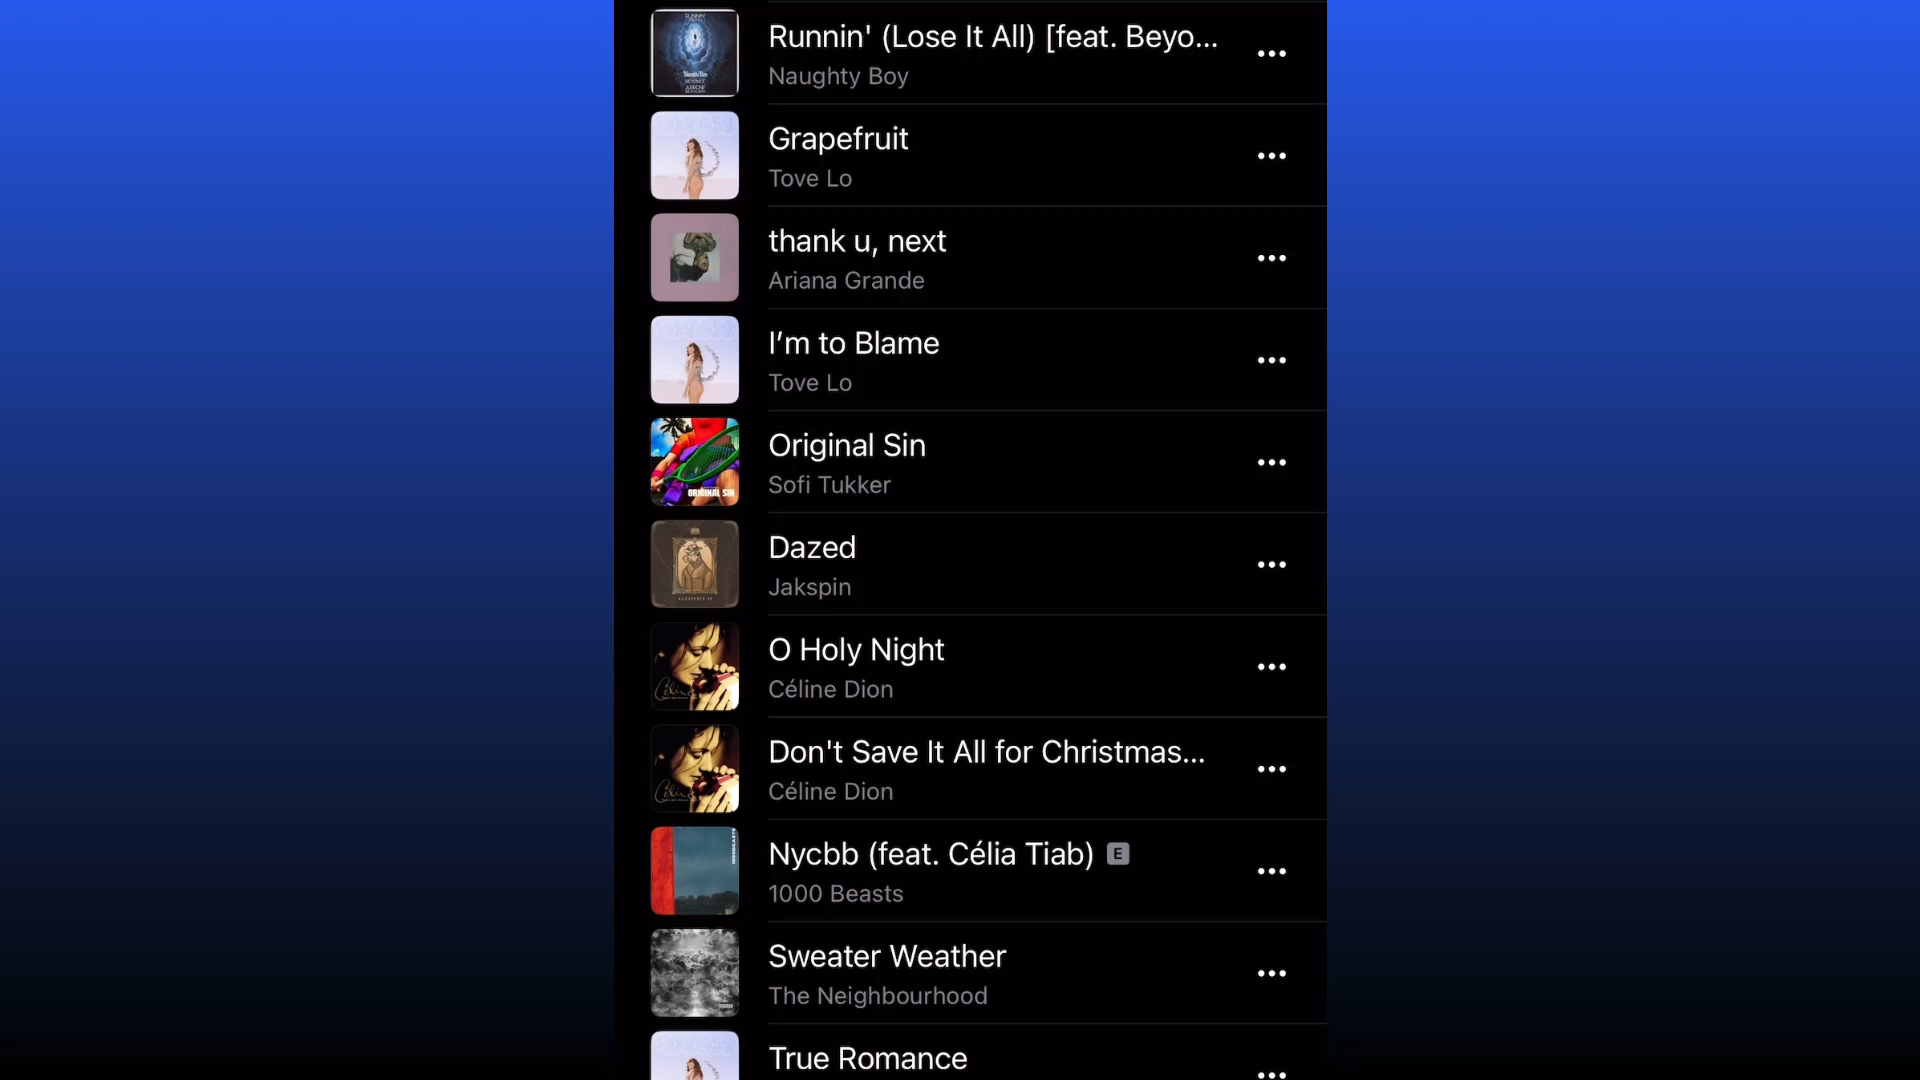 Runnin' (Lose It All) [feat. Beyo...
Naughty Boy
Grapefruit
Tove Lo
thank u, next
Ariana Grande
I’m to Blame
Tove Lo
Original Sin
Sofi Tukker
ORIGINAL SIN
Dazed
Jakspin
O Holy Night
Céline Dion
Don't Save It All for Christmas...
Céline Dion
Nycbb (feat. Célia Tiab) E
1000 Beasts
Sweater Weather
The Neighbourhood
True Romance